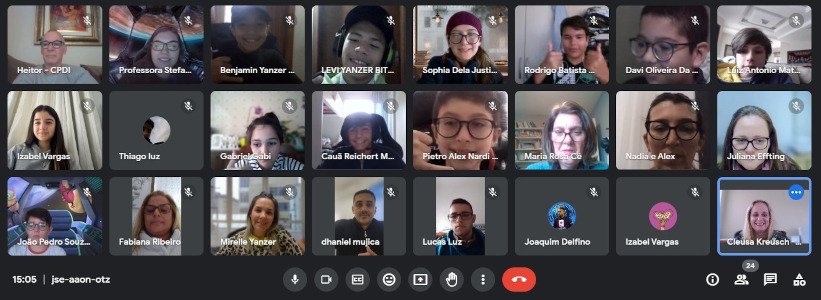 Heitor - CPDI
Professora Stefa...
Benjamin Yanzer ...
LEVI YANZER BIT...
Sophia Dela Justi...
Rodrigo Batista ...
Davi Oliveira Da ...
Luiz Antonio Mat...
Izabel Vargas
Thiago luz
Gabriel Gabi
Cauã Reichert M...
Pietro Alex Nardi ...
Maria Rosa Cé
Nadia e Alex
Juliana Effting
João Pedro Souz...
Fabiana Ribeiro
Mirelle Yanzer
dhaniel mujica
Lucas Luz
Joaquim Delfino
Izabel Vargas
Cleusa Kreusch -...
24
15:05 | jse-aaon-otz